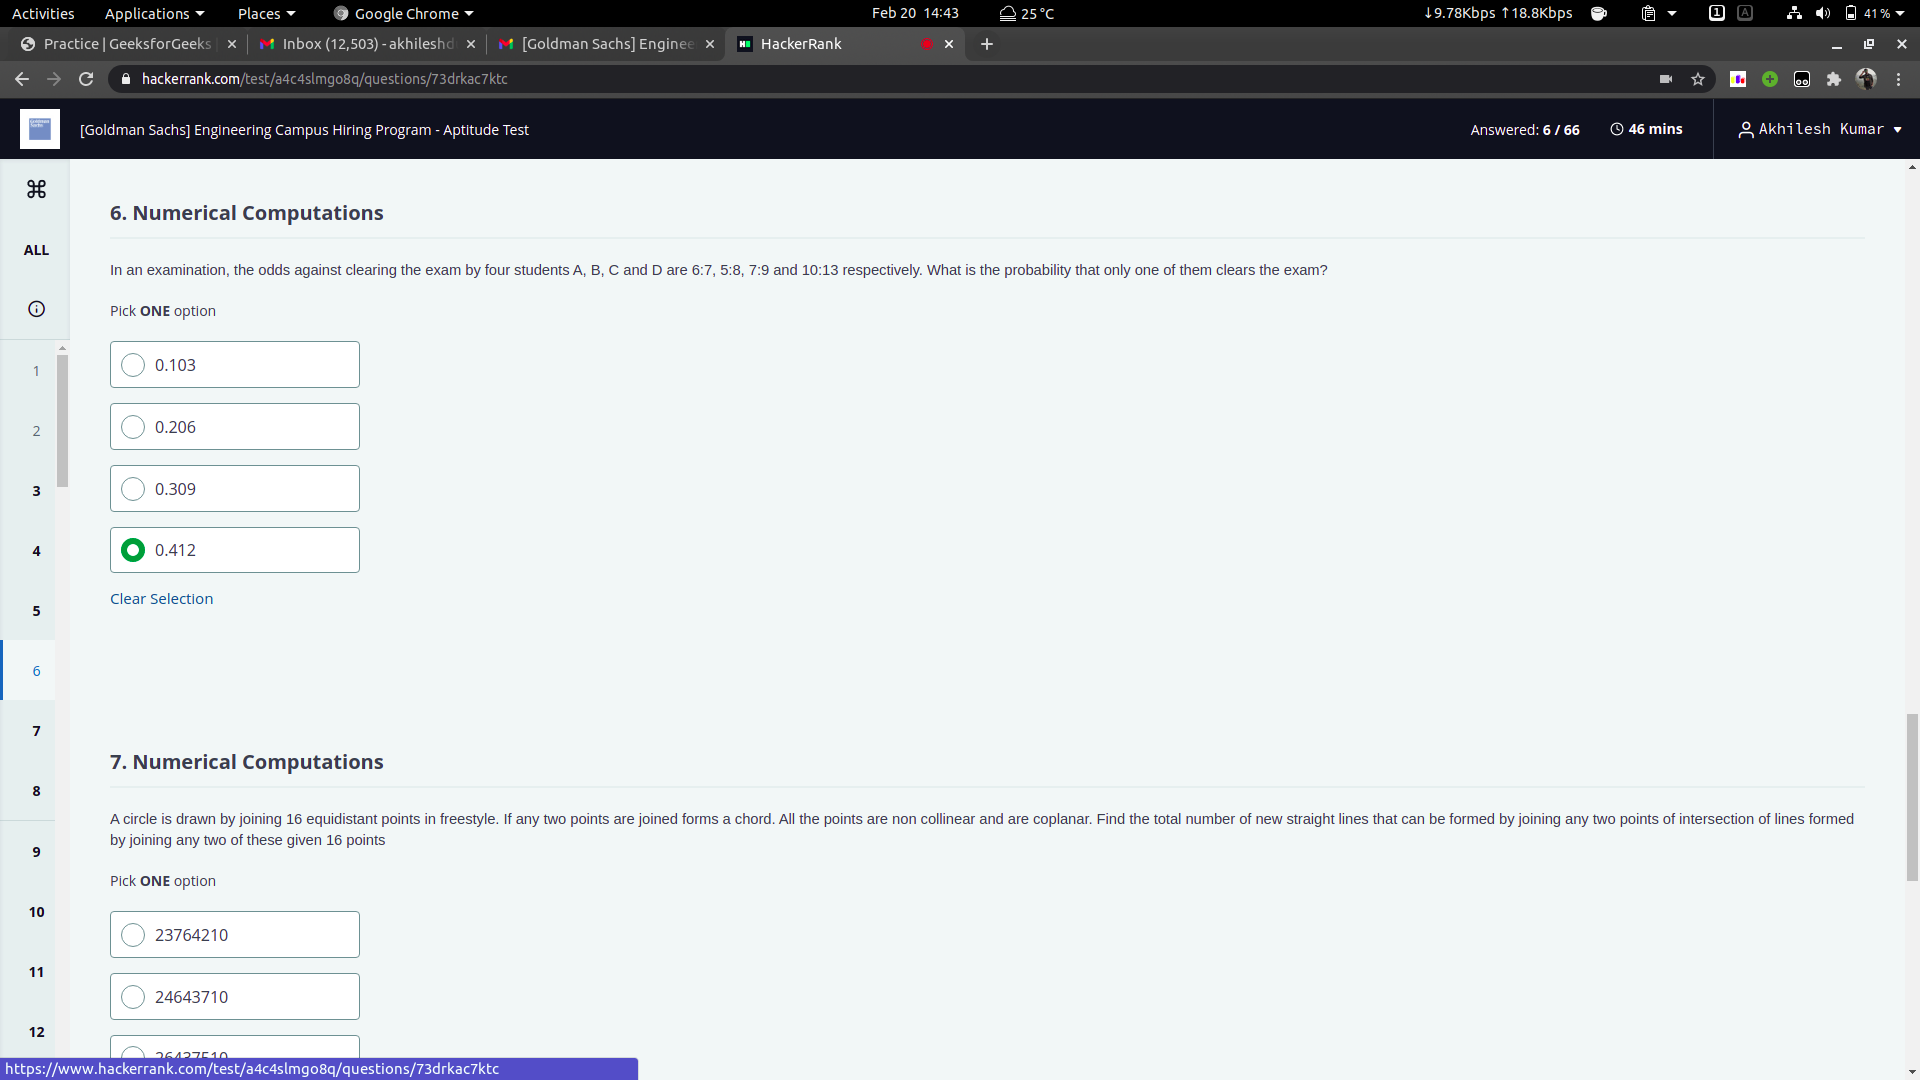 Activities Applications Places Google Chrome Feb 20 14:43 25 °C ↓9.78Kbps ↑18.8Kbps 1 A 41 %
Practice | GeeksforGeeks Inbox (12,503) - akhileshd [Goldman Sachs] Enginee HackerRank
hackerrank.com/test/a4c4slmgo8q/questions/73drkac7ktc
[Goldman Sachs] Engineering Campus Hiring Program - Aptitude Test Answered: 6 / 66 46 mins Akhilesh Kumar
ALL
1
2
3
4
5
6
7
8
9
10
11
12
6. Numerical Computations
In an examination, the odds against clearing the exam by four students A, B, C and D are 6:7, 5:8, 7:9 and 10:13 respectively. What is the probability that only one of them clears the exam?
Pick ONE option
0.103
0.206
0.309
0.412
Clear Selection
7. Numerical Computations
A circle is drawn by joining 16 equidistant points in freestyle. If any two points are joined forms a chord. All the points are non collinear and are coplanar. Find the total number of new straight lines that can be formed by joining any two points of intersection of lines formed
by joining any two of these given 16 points
Pick ONE option
23764210
24643710
26437510
https://www.hackerrank.com/test/a4c4slmgo8q/questions/73drkac7ktc